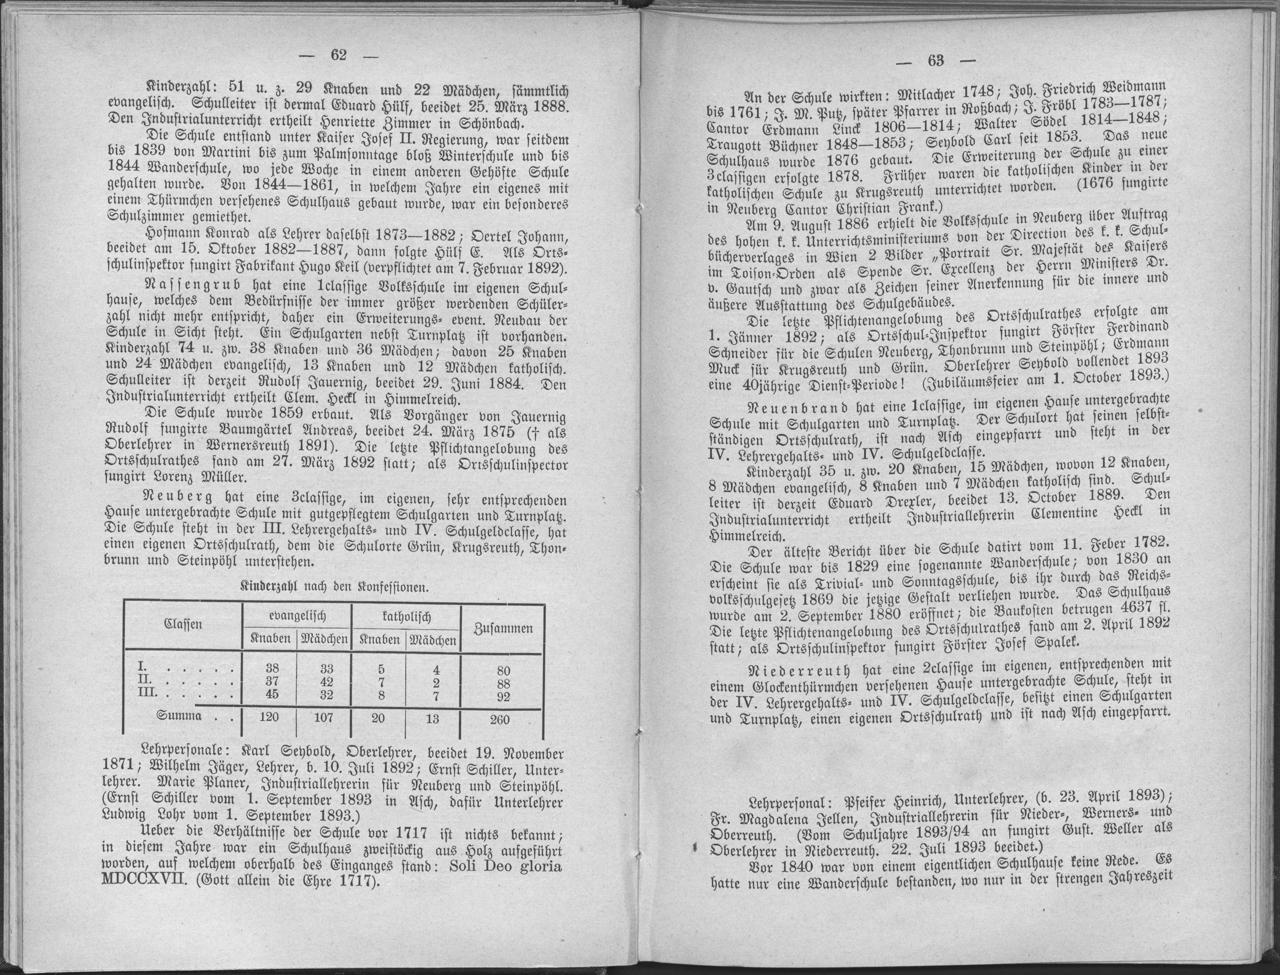 — 62 —
Kinderzahl: 51 u. z. 29 Knaben und 22 Mädchen, sämmtlich
evangelisch. Schulleiter ist dermal Eduard Hülf, beeidet 25. März 1888.
Den Industrialunterricht ertheilt Henriette Zimmer in Schönbach.
Die Schule entstand unter Kaiser Josef II. Regierung, war seitdem
bis 1839 von Martini bis zum Palmsonntage bloß Winterschule und bis
1844 Wanderschule, wo jede Woche in einem anderen Gehöfte Schule
gehalten wurde. Von 1844—1861, in welchem Jahre ein eigenes mit
einem Thürmchen versehenes Schulhaus gebaut wurde, war ein besonderes
Schulzimmer gemiethet.
Hofmann Konrad als Lehrer daselbst 1873—1882; Oertel Johann,
beeidet am 15. Oktober 1882—1887, dann folgte Hülf E. Als Orts-
schulinspektor fungirt Fabrikant Hugo Keil (verpflichtet am 7. Februar 1892).
Nassengrub hat eine 1classige Volksschule im eigenen Schul-
hause, welches dem Bedürfnisse der immer größer werdenden Schüler-
zahl nicht mehr entspricht, daher ein Erweiterungs- event. Neubau der
Schule in Sicht steht. Ein Schulgarten nebst Turnplatz ist vorhanden.
Kinderzahl 74 u. zw. 38 Knaben und 36 Mädchen; davon 25 Knaben
und 24 Mädchen evangelisch, 13 Knaben und 12 Mädchen katholisch.
Schulleiter ist derzeit Rudolf Jauernig, beeidet 29. Juni 1884. Den
Industrialunterricht ertheilt Clem. Heckl in Himmelreich.
Die Schule wurde 1859 erbaut. Als Vorgänger von Jauernig
Rudolf fungirte Baumgärtel Andreas, beeidet 24. März 1875 († als
Oberlehrer in Wernersreuth 1891). Die letzte Pflichtangelobung des
Ortsschulrathes fand am 27. März 1892 statt; als Ortsschulinspector
fungirt Lorenz Müller.
Neuberg hat eine 3classige, im eigenen, sehr entsprechenden
Hause untergebrachte Schule mit gutgepflegtem Schulgarten und Turnplatz.
Die Schule steht in der III. Lehrergehalts- und IV. Schulgeldclasse, hat
einen eigenen Ortsschulrath, dem die Schulorte Grün, Krugsreuth, Thon-
brunn und Steinpöhl unterstehen.
Kinderzahl nach den Konfessionen.
Classen evangelisch katholisch Zusammen
Knaben Mädchen Knaben Mädchen
I. . . . . . . 38 33 5 4 80
II. . . . . . . 37 42 7 2 88
III. . . . . . . 45 32 8 7 92
Summa . . 120 107 20 13 260
Lehrpersonale: Karl Seybold, Oberlehrer, beeidet 19. November
1871; Wilhelm Jäger, Lehrer, b. 10. Juli 1892; Ernst Schiller, Unter-
lehrer. Marie Planer, Industriallehrerin für Neuberg und Steinpöhl.
(Ernst Schiller vom 1. September 1893 in Asch, dafür Unterlehrer
Ludwig Lohr vom 1. September 1893.)
Ueber die Verhältnisse der Schule vor 1717 ist nichts bekannt;
in diesem Jahre war ein Schulhaus zweistöckig aus Holz aufgeführt
worden, auf welchem oberhalb des Einganges stand: Soli Deo gloria
MDCCXVII. (Gott allein die Ehre 1717).
— 63 —
An der Schule wirkten: Mitlacher 1748; Joh. Friedrich Weidmann
bis 1761; J. M. Putz, später Pfarrer in Roßbach; J. Fröbl 1783—1787;
Cantor Erdmann Linck 1806—1814; Walter Södel 1814—1848;
Traugott Büchner 1848—1853; Seybold Carl seit 1853. Das neue
Schulhaus wurde 1876 gebaut. Die Erweiterung der Schule zu einer
3classigen erfolgte 1878. Früher waren die katholischen Kinder in der
katholischen Schule zu Krugsreuth unterrichtet worden. (1676 fungirte
in Neuberg Cantor Christian Frank.)
Am 9. August 1886 erhielt die Volksschule in Neuberg über Auftrag
des hohen k. k. Unterrichtsministeriums von der Direction des k. k. Schul-
bücherverlages in Wien 2 Bilder „Portrait Sr. Majestät des Kaisers
im Toison-Orden als Spende Sr. Excellenz der Herrn Ministers Dr.
v. Gautsch und zwar als Zeichen seiner Anerkennung für die innere und
äußere Ausstattung des Schulgebäudes.
Die letzte Pflichtenangelobung des Ortsschulrathes erfolgte am
1. Jänner 1892; als Ortsschul-Inspektor fungirt Förster Ferdinand
Schneider für die Schulen Neuberg, Thonbrunn und Steinpöhl; Erdmann
Muck für Krugsreuth und Grün. Oberlehrer Seybold vollendet 1893
eine 40jährige Dienst-Periode! (Jubiläumsfeier am 1. October 1893.)
Neuenbrand hat eine 1classige, im eigenen Hause untergebrachte
Schule mit Schulgarten und Turnplatz. Der Schulort hat seinen selbst-
ständigen Ortsschulrath, ist nach Asch eingepfarrt und steht in der
IV. Lehrergehalts- und IV. Schulgeldclasse.
Kinderzahl 35 u. zw. 20 Knaben, 15 Mädchen, wovon 12 Knaben,
8 Mädchen evangelisch, 8 Knaben und 7 Mädchen katholisch sind. Schul-
leiter ist derzeit Eduard Drexler, beeidet 13. October 1889. Den
Industrialunterricht ertheilt Industriallehrerin Clementine Heckl in
Himmelreich.
Der älteste Bericht über die Schule datirt vom 11. Feber 1782.
Die Schule war bis 1829 eine sogenannte Wanderschule; von 1830 an
erscheint sie als Trivial- und Sonntagsschule, bis ihr durch das Reichs-
volksschulgesetz 1869 die jetzige Gestalt verliehen wurde. Das Schulhaus
wurde am 2. September 1880 eröffnet; die Baukosten betrugen 4637 fl.
Die letzte Pflichtenangelobung des Ortsschulrathes fand am 2. April 1892
statt; als Ortsschulinspektor fungirt Förster Josef Spalek.
Niederreuth hat eine 2classige im eigenen, entsprechenden mit
einem Glockenthürmchen versehenen Hause untergebrachte Schule, steht in
der IV. Lehrergehalts- und IV. Schulgeldclasse, besitzt einen Schulgarten
und Turnplatz, einen eigenen Ortsschulrath und ist nach Asch eingepfarrt.
Lehrpersonal: Pfeifer Heinrich, Unterlehrer, (b. 23. April 1893);
Fr. Magdalena Jellen, Industriallehrerin für Nieder-, Werners- und
Oberreuth. (Vom Schuljahre 1893/94 an fungirt Gust. Weller als
Oberlehrer in Niederreuth. 22. Juli 1893 beeidet.)
Vor 1840 war von einem eigentlichen Schulhause keine Rede. Es
hatte nur eine Wanderschule bestanden, wo nur in der strengen Jahreszeit